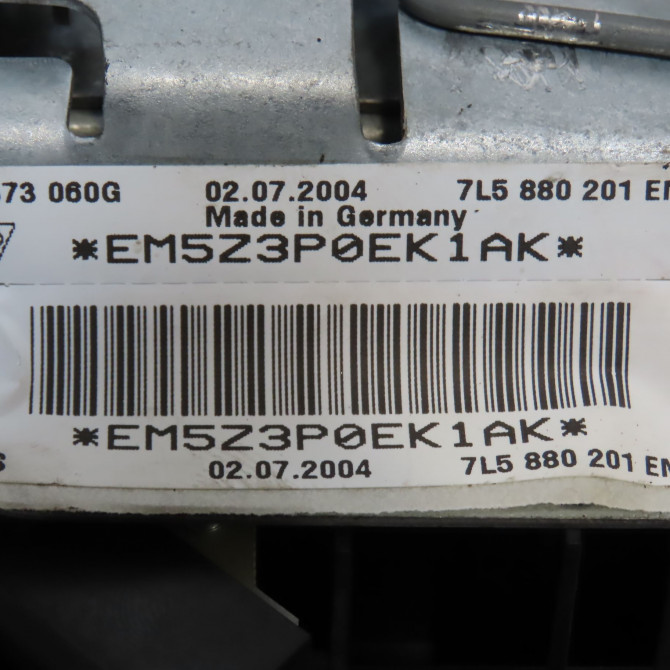 73 060G 02.07.2004 7L5 880 201 EM
Made in Germany
*EM5Z3P0EK1AK*
*EM5Z3P0EK1AK*
S 02.07.2004 7L5 880 201 EM